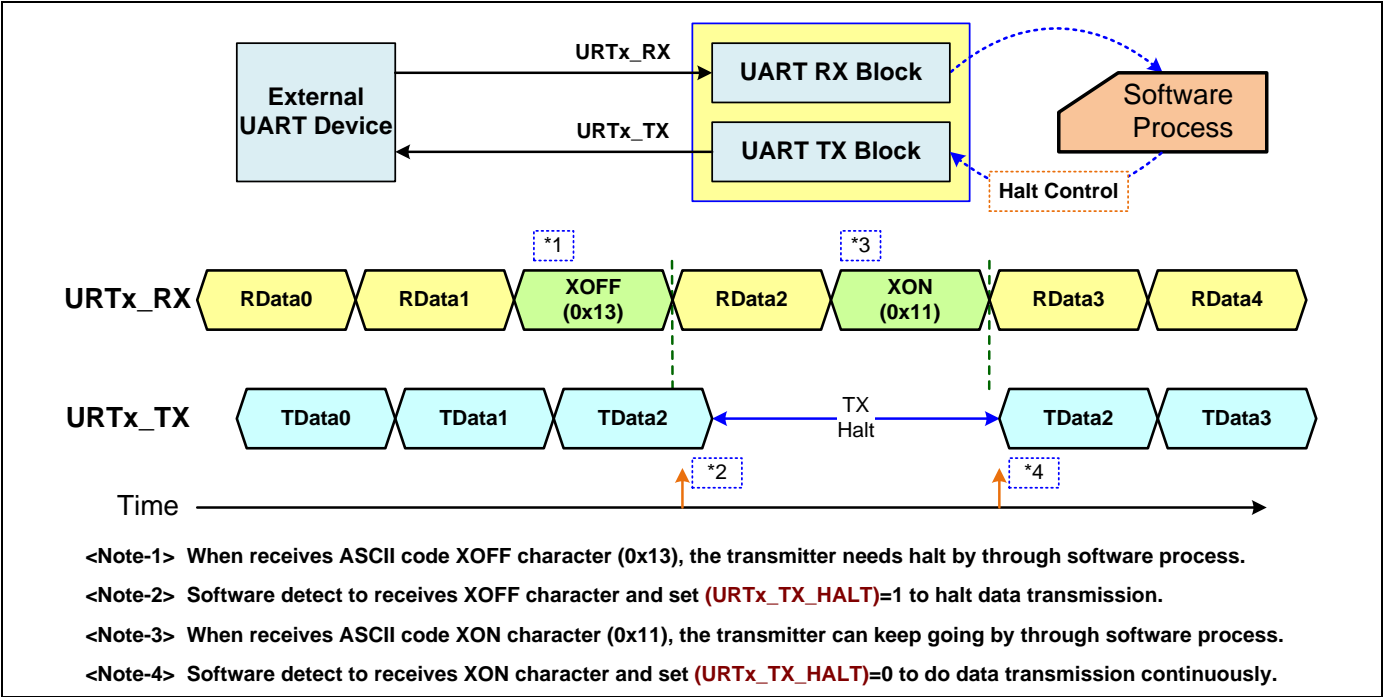 External
UART Device
URTx_RX
URTx_TX
UART RX Block
UART TX Block
Software
Process
Halt Control
*1
*3
URTx_RX
RData0
RData1
XOFF
(0x13)
RData2
XON
(0x11)
RData3
RData4
URTx_TX
TData0
TData1
TData2
TX
Halt
TData2
TData3
*2
*4
Time
<Note-1> When receives ASCII code XOFF character (0x13), the transmitter needs halt by through software process.
<Note-2> Software detect to receives XOFF character and set (URTx_TX_HALT)=1 to halt data transmission.
<Note-3> When receives ASCII code XON character (0x11), the transmitter can keep going by through software process.
<Note-4> Software detect to receives XON character and set (URTx_TX_HALT)=0 to do data transmission continuously.